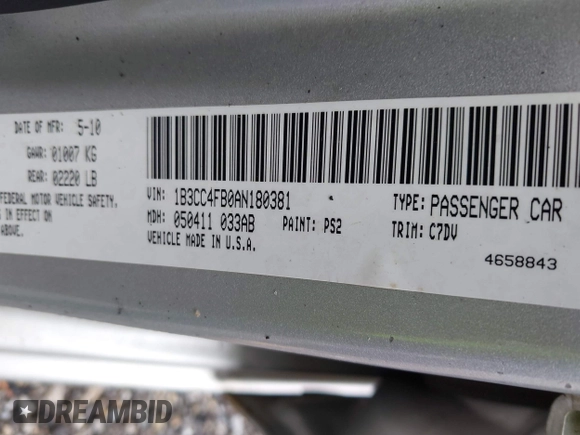 DATE OF MFR: 5-10
GAWR: 01007 KG
REAR: 02220 LB
FEDERAL MOTOR VEHICLE SAFETY,
IN EFFECT ON
ABOVE.
VIN: 1B3CC4FB0AN180381
MDH: 050411 033AB
PAINT: PS2
VEHICLE MADE IN U.S.A.
TYPE: PASSENGER CAR
TRIM: C7DV
4658843
DREAMBID